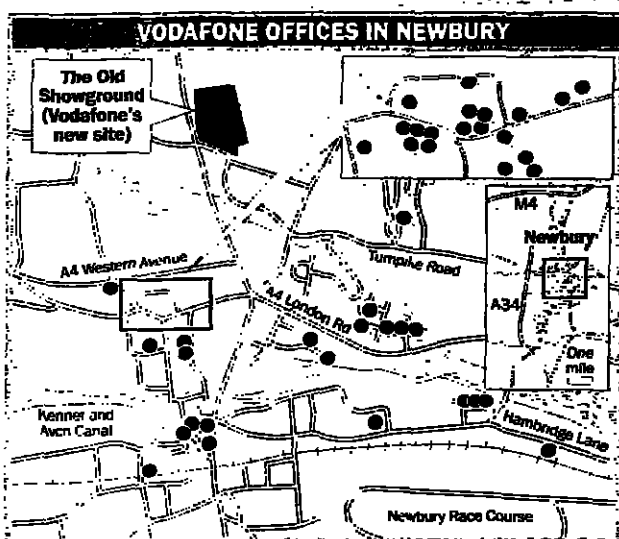 VODAFONE OFFICES IN NEWBURY
The Old
Showground
(Vodafone's
new site)
M4
Newbury
A34
One
mile
A4 Western Avenue
Turnpike Road
A4 London Rd
Kennet and
Avon Canal
Hambridge Lane
Newbury Race Course